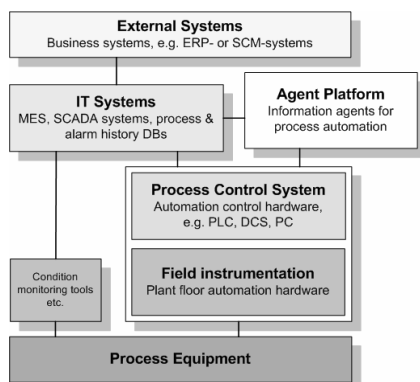 External Systems
Business systems, e.g. ERP- or SCM-systems
IT Systems
MES, SCADA systems, process &
alarm history DBs
Agent Platform
Information agents for
process automation
Process Control System
Automation control hardware,
e.g. PLC, DCS, PC
Field instrumentation
Plant floor automation hardware
Condition
monitoring tools
etc.
Process Equipment